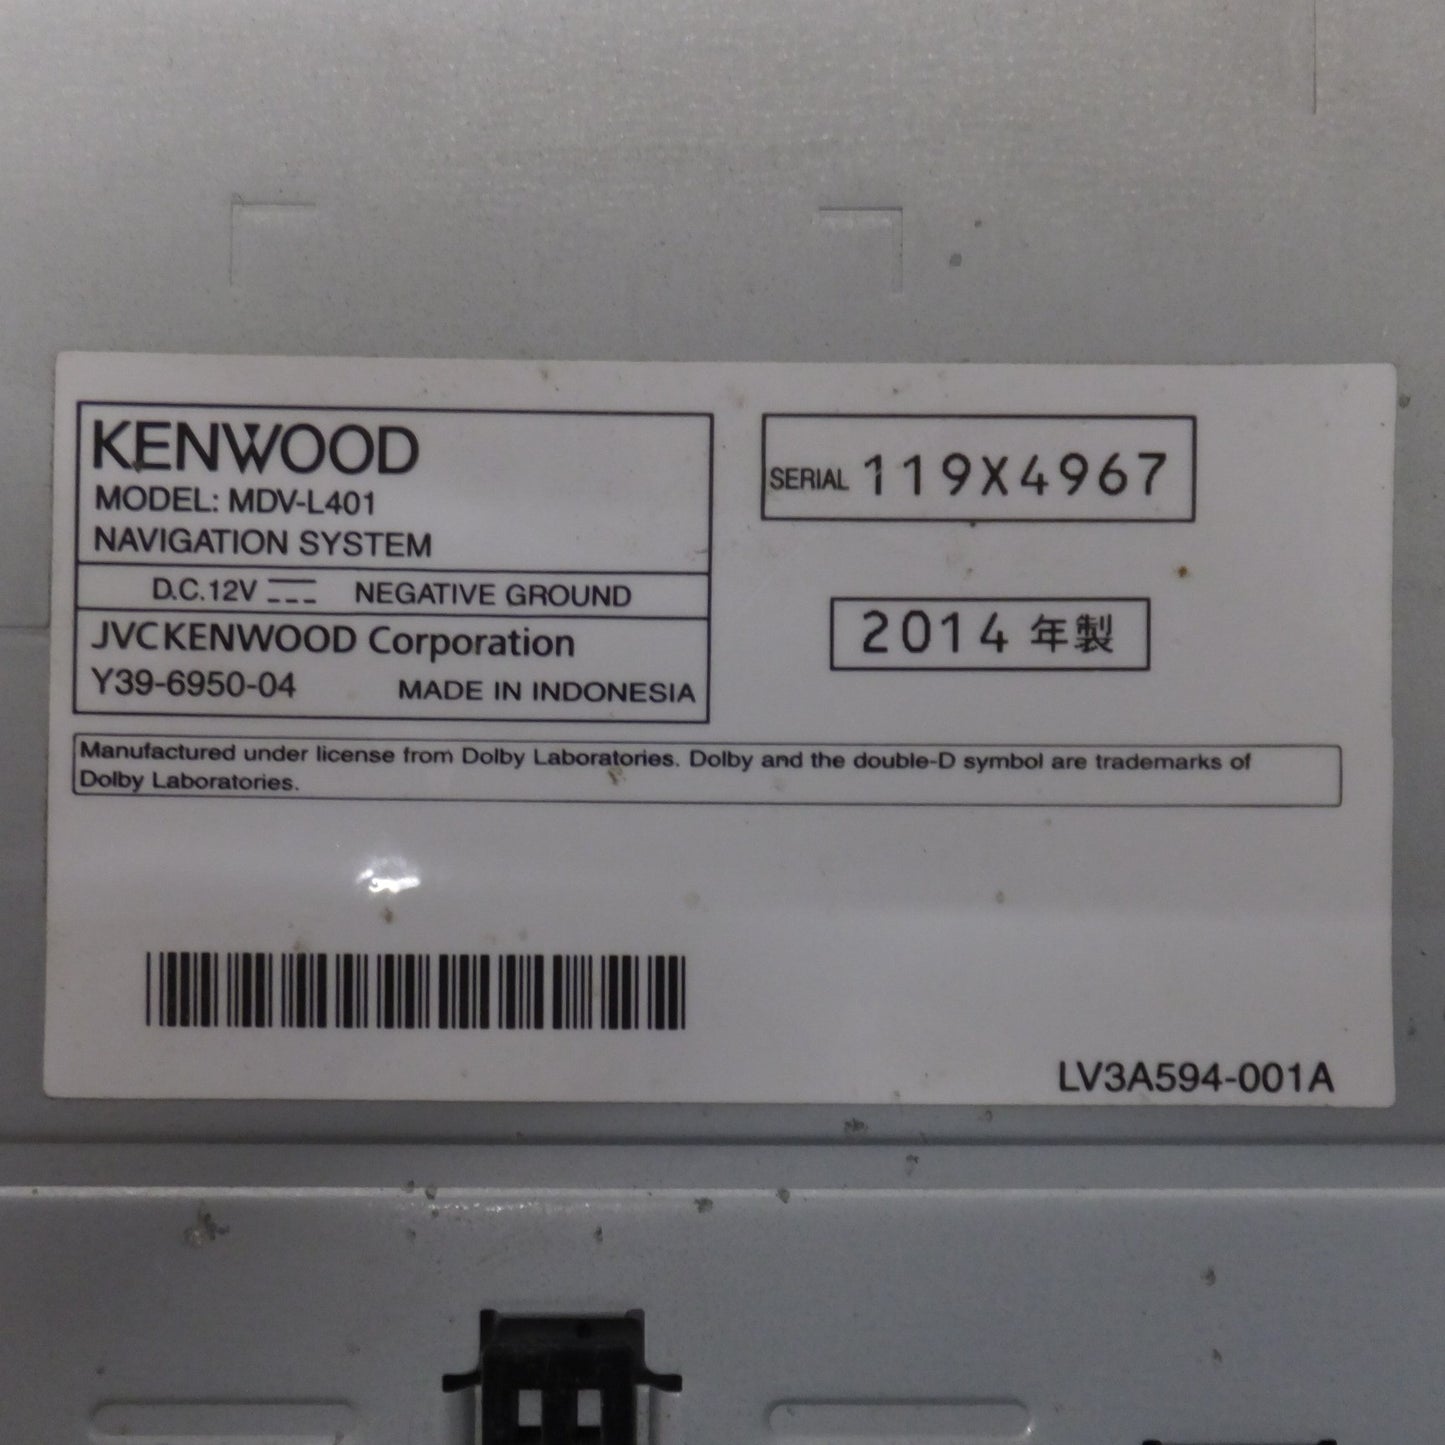 KENWOOD
MODEL: MDV-L401
NAVIGATION SYSTEM
D.C.12V NEGATIVE GROUND
JVCKENWOOD Corporation
Y39-6950-04 MADE IN INDONESIA
SERIAL 119X4967
2014 年製
Manufactured under license from Dolby Laboratories. Dolby and the double-D symbol are trademarks of
Dolby Laboratories.
LV3A594-001A